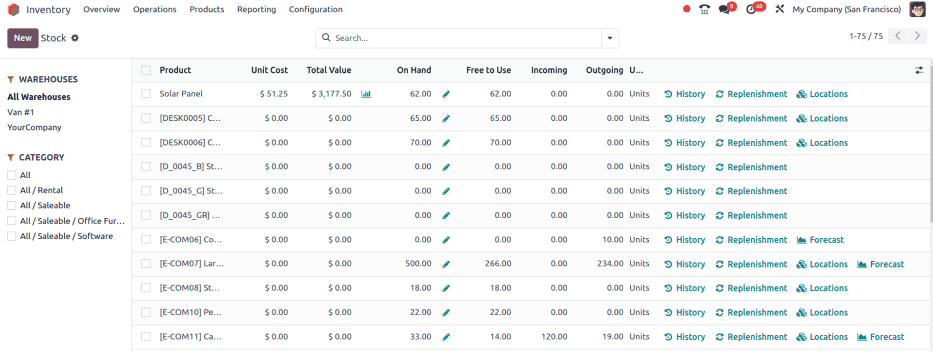 Inventory Overview Operations Products Reporting Configuration 8 40 My Company (San Francisco)
New Stock Search... 1-75 / 75
WAREHOUSES
All Warehouses
Van #1
YourCompany
CATEGORY
All
All / Rental
All / Saleable
All / Saleable / Office Fur...
All / Saleable / Software
Product Unit Cost Total Value On Hand Free to Use Incoming Outgoing U...
Solar Panel $ 51.25 $ 3,177.50 62.00 62.00 0.00 0.00 Units History Replenishment Locations
[DESK0005] C... $ 0.00 $ 0.00 65.00 65.00 0.00 0.00 Units History Replenishment Locations
[DESK0006] C... $ 0.00 $ 0.00 70.00 70.00 0.00 0.00 Units History Replenishment Locations
[D_0045_B] St... $ 0.00 $ 0.00 0.00 0.00 0.00 0.00 Units History Replenishment
[D_0045_G] St... $ 0.00 $ 0.00 0.00 0.00 0.00 0.00 Units History Replenishment
[D_0045_GR] ... $ 0.00 $ 0.00 0.00 0.00 0.00 0.00 Units History Replenishment
[E-COM06] Co... $ 0.00 $ 0.00 0.00 0.00 0.00 10.00 Units History Replenishment Forecast
[E-COM07] Lar... $ 0.00 $ 0.00 500.00 266.00 0.00 234.00 Units History Replenishment Locations Forecast
[E-COM08] St... $ 0.00 $ 0.00 18.00 18.00 0.00 0.00 Units History Replenishment Locations
[E-COM10] Pe... $ 0.00 $ 0.00 22.00 22.00 0.00 0.00 Units History Replenishment Locations
[E-COM11] Ca... $ 0.00 $ 0.00 33.00 14.00 120.00 19.00 Units History Replenishment Locations Forecast